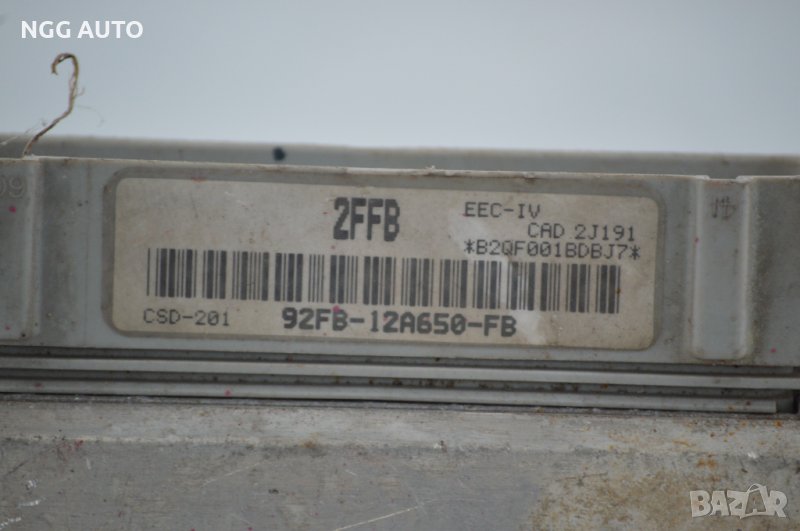 NGG AUTO
2FFB
EEC-IV
CAD 2J191
*B2QF001BDBJ7*
CSD-201
92FB-12A650-FB
BAZAR